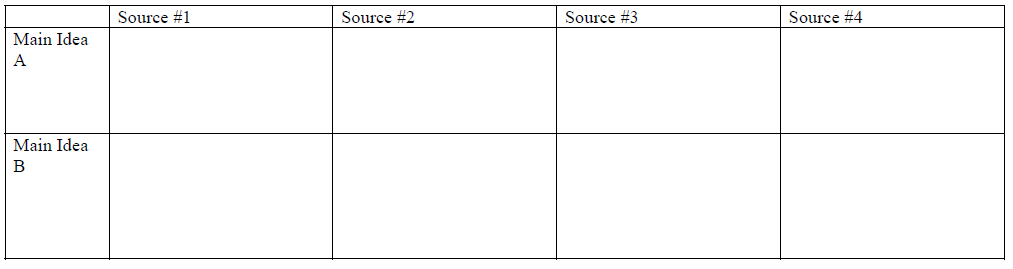 Source #1 Source #2 Source #3 Source #4
Main Idea
A
Main Idea
B